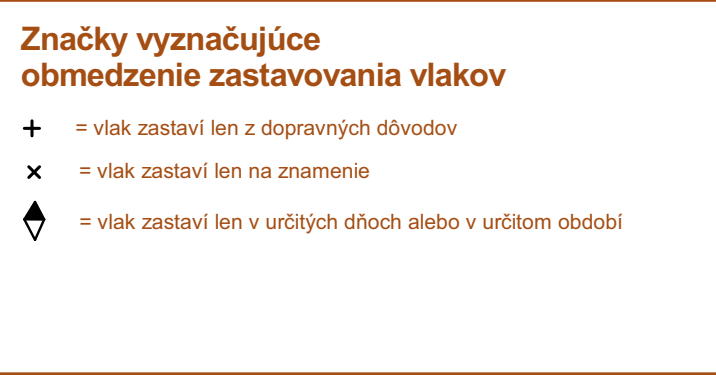 Značky vyznačujúce
obmedzenie zastavovania vlakov
+ = vlak zastaví len z dopravných dôvodov
× = vlak zastaví len na znamenie
= vlak zastaví len v určitých dňoch alebo v určitom období